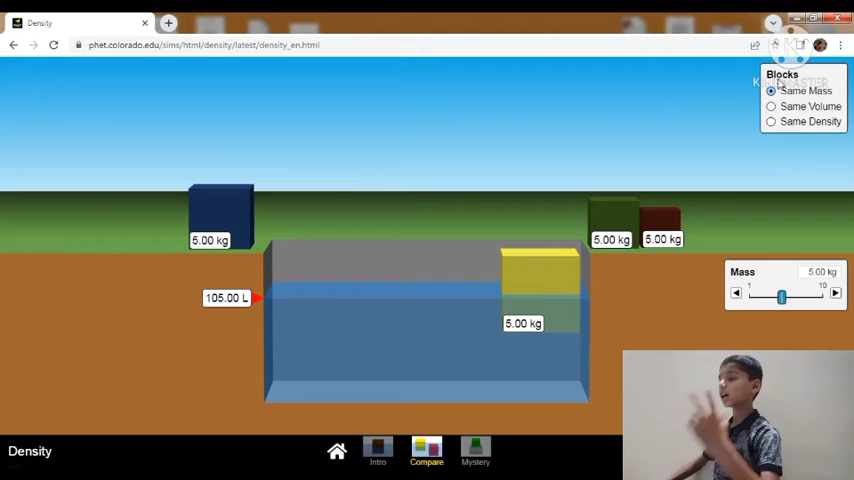 Density
phet.colorado.edu/sims/html/density/latest/density_en.html
Blocks
KINEMASTER
Same Mass
Same Volume
Same Density
5.00 kg
5.00 kg
5.00 kg
Mass
5.00 kg
1
10
105.00 L
5.00 kg
Density
Intro
Compare
Mystery